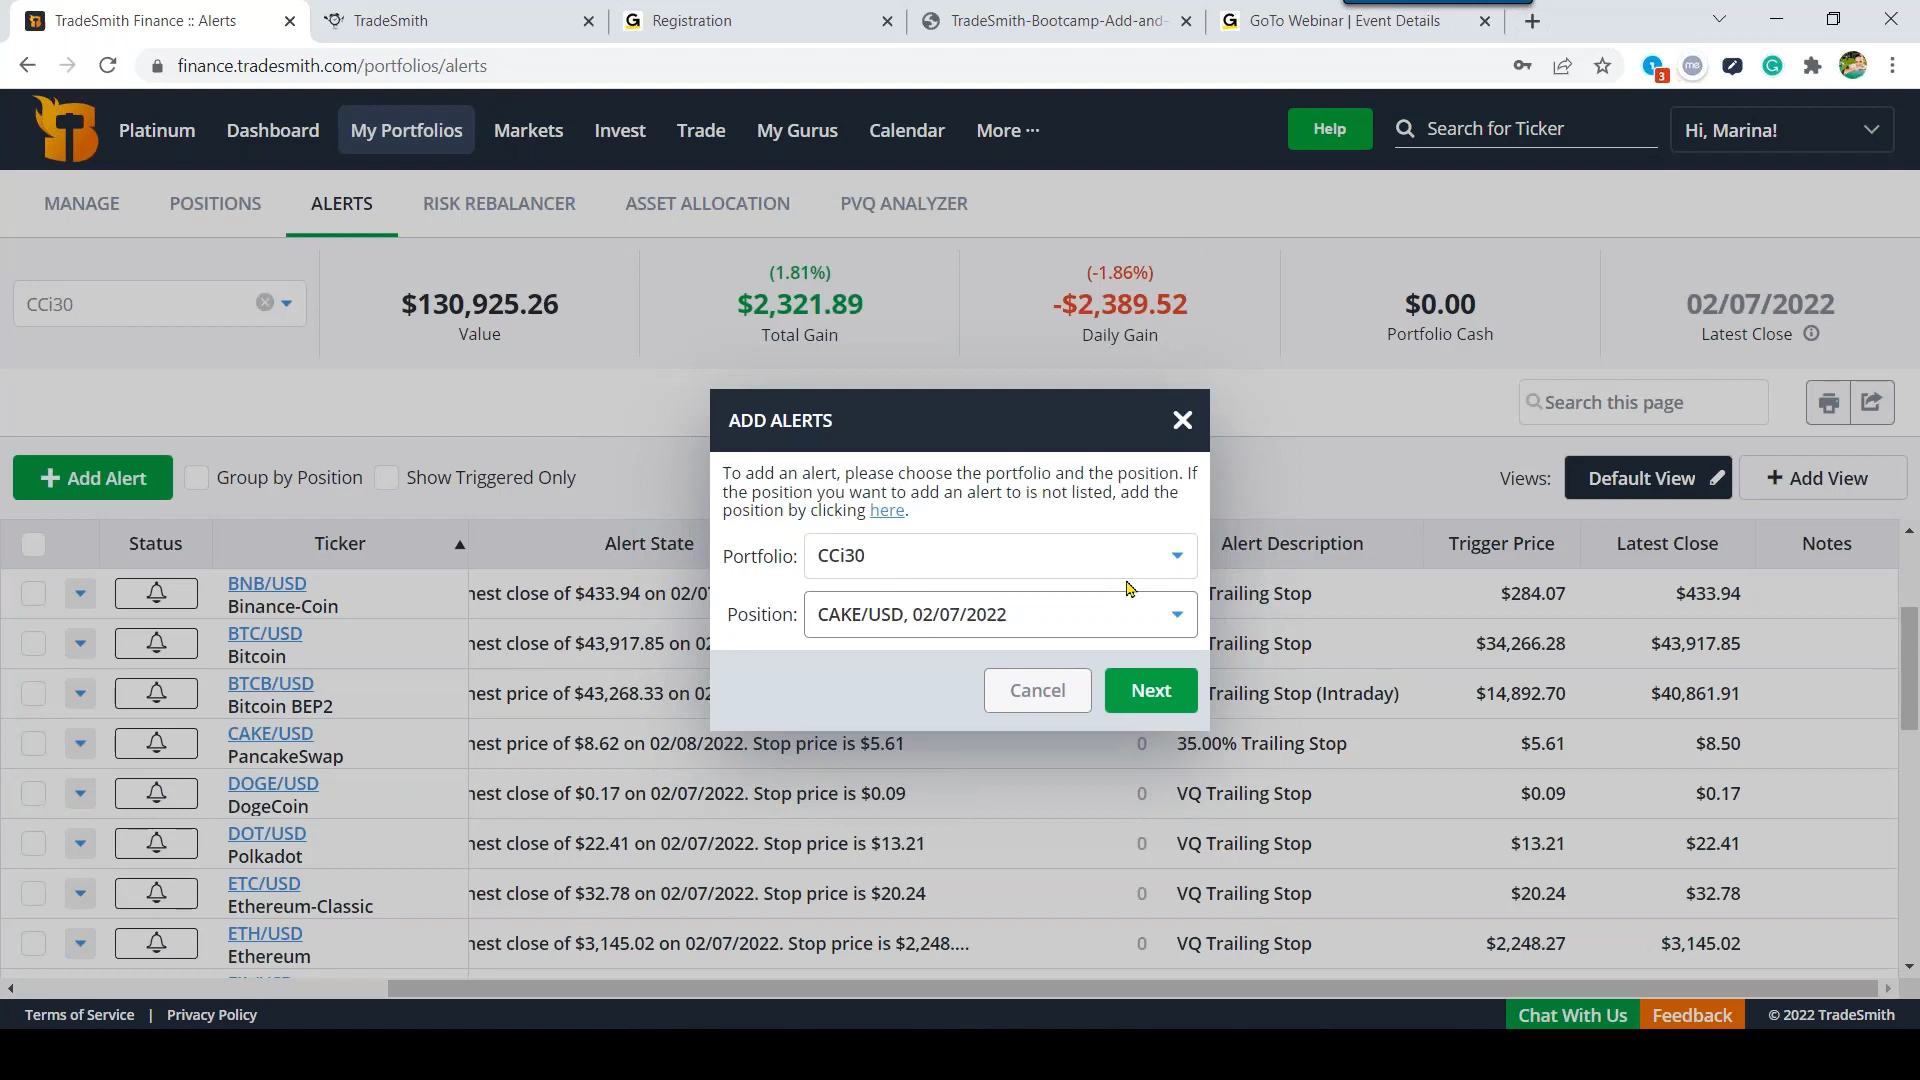 TradeSmith Finance :: Alerts
TradeSmith
G Registration
TradeSmith-Bootcamp-Add-and-
G GoTo Webinar | Event Details
finance.tradesmith.com/portfolios/alerts
3
me
Platinum Dashboard My Portfolios Markets Invest Trade My Gurus Calendar More ···
Help
Search for Ticker
Hi, Marina!
MANAGE POSITIONS ALERTS RISK REBALANCER ASSET ALLOCATION PVQ ANALYZER
CCi30
$130,925.26
Value
(1.81%)
$2,321.89
Total Gain
(-1.86%)
-$2,389.52
Daily Gain
$0.00
Portfolio Cash
02/07/2022
Latest Close
Search this page
Add Alert Group by Position Show Triggered Only
Views: Default View + Add View
ADD ALERTS
To add an alert, please choose the portfolio and the position. If
the position you want to add an alert to is not listed, add the
position by clicking here.
Portfolio: CCi30
Position: CAKE/USD, 02/07/2022
Cancel Next
Status Ticker Alert State Alert Description Trigger Price Latest Close Notes
BNB/USD
Binance-Coin
hest close of $433.94 on 02/0 Trailing Stop $284.07 $433.94
BTC/USD
Bitcoin
hest close of $43,917.85 on 02 Trailing Stop $34,266.28 $43,917.85
BTCB/USD
Bitcoin BEP2
hest price of $43,268.33 on 02 Trailing Stop (Intraday) $14,892.70 $40,861.91
CAKE/USD
PancakeSwap
hest price of $8.62 on 02/08/2022. Stop price is $5.61 0 35.00% Trailing Stop $5.61 $8.50
DOGE/USD
DogeCoin
hest close of $0.17 on 02/07/2022. Stop price is $0.09 0 VQ Trailing Stop $0.09 $0.17
DOT/USD
Polkadot
hest close of $22.41 on 02/07/2022. Stop price is $13.21 0 VQ Trailing Stop $13.21 $22.41
ETC/USD
Ethereum-Classic
hest close of $32.78 on 02/07/2022. Stop price is $20.24 0 VQ Trailing Stop $20.24 $32.78
ETH/USD
Ethereum
hest close of $3,145.02 on 02/07/2022. Stop price is $2,248.... 0 VQ Trailing Stop $2,248.27 $3,145.02
Terms of Service | Privacy Policy
Chat With Us Feedback © 2022 TradeSmith